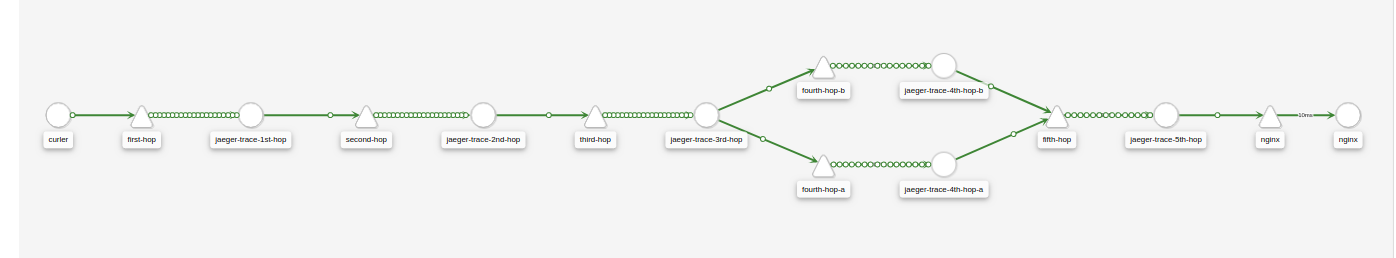 fourth-hop-b
jaeger-trace-4th-hop-b
10ms
curler
first-hop
jaeger-trace-1st-hop
second-hop
jaeger-trace-2nd-hop
third-hop
jaeger-trace-3rd-hop
fifth-hop
jaeger-trace-5th-hop
nginx
nginx
fourth-hop-a
jaeger-trace-4th-hop-a